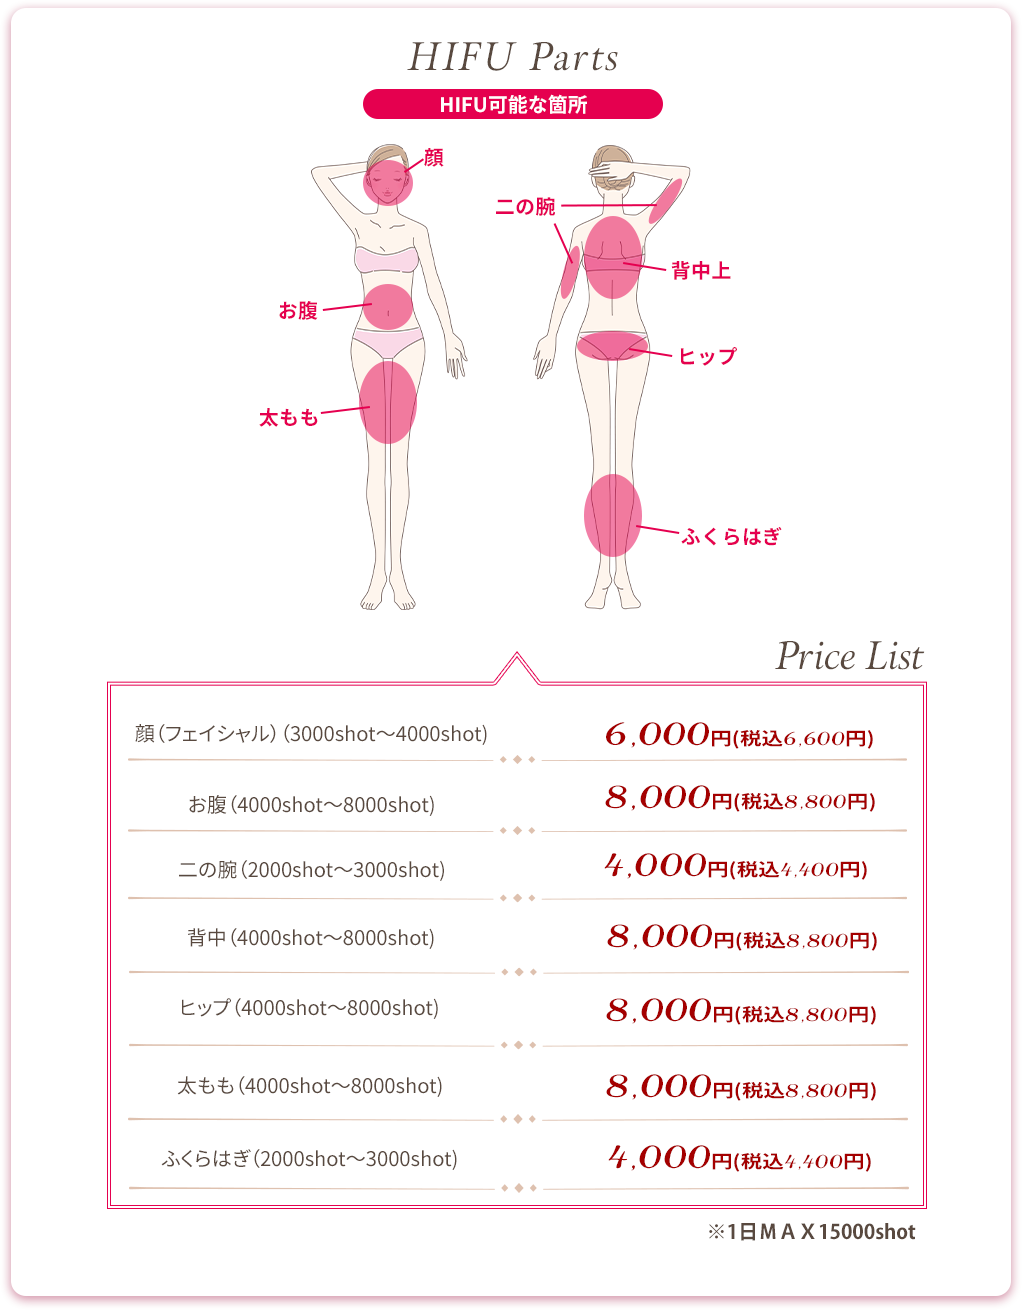 HIFU Parts
HIFU可能な箇所
顔
二の腕
背中上
お腹
ヒップ
太もも
ふくらはぎ
Price List
顔（フェイシャル）（3000shot～4000shot) 6,000円(税込6,600円)
お腹（4000shot～8000shot) 8,000円(税込8,800円)
二の腕（2000shot～3000shot) 4,000円(税込4,400円)
背中（4000shot～8000shot) 8,000円(税込8,800円)
ヒップ（4000shot～8000shot) 8,000円(税込8,800円)
太もも（4000shot～8000shot) 8,000円(税込8,800円)
ふくらはぎ（2000shot～3000shot) 4,000円(税込4,400円)
※1日ＭＡＸ15000shot